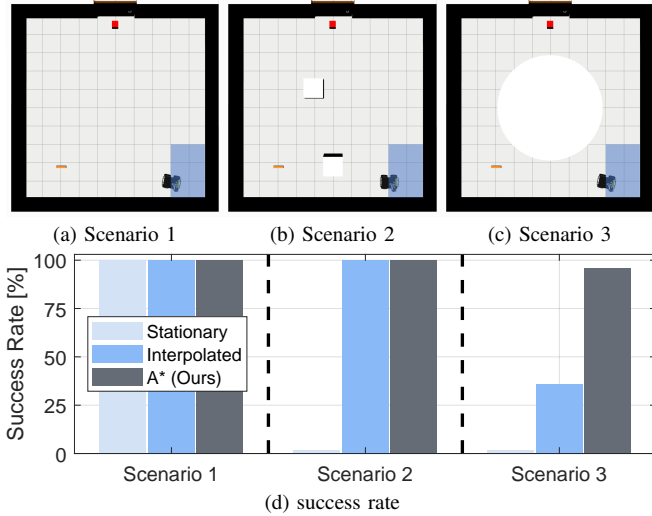 (a) Scenario 1
(b) Scenario 2
(c) Scenario 3
Success Rate [%]
100
75
50
25
0
Stationary
Interpolated
A* (Ours)
Scenario 1
Scenario 2
Scenario 3
(d) success rate